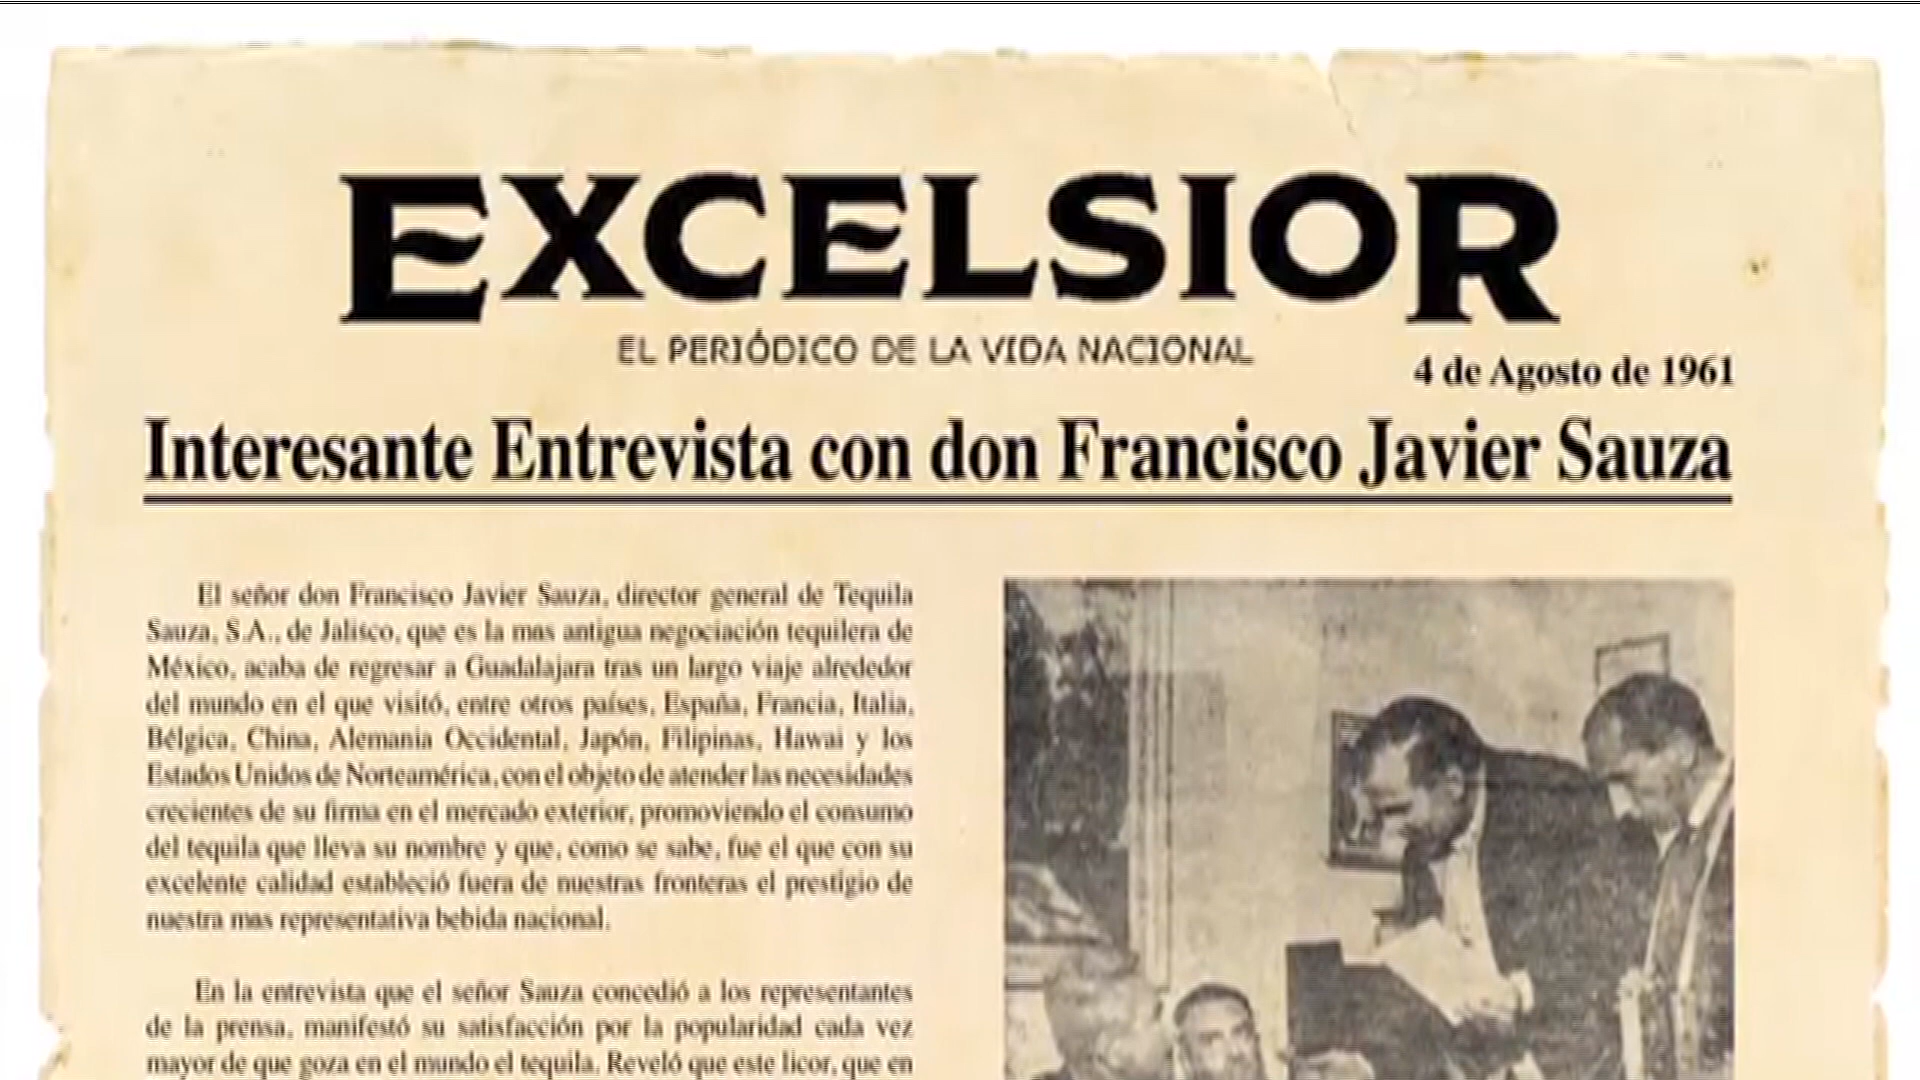 EXCELSIOR
EL PERIÓDICO DE LA VIDA NACIONAL
4 de Agosto de 1961
Interesante Entrevista con don Francisco Javier Sauza
El señor don Francisco Javier Sauza, director general de Tequila
Sauza, S.A., de Jalisco, que es la mas antigua negociación tequilera de
México, acaba de regresar a Guadalajara tras un largo viaje alrededor
del mundo en el que visitó, entre otros países, España, Francia, Italia,
Bélgica, China, Alemania Occidental, Japón, Filipinas, Hawai y los
Estados Unidos de Norteamérica, con el objeto de atender las necesidades
crecientes de su firma en el mercado exterior, promoviendo el consumo
del tequila que lleva su nombre y que, como se sabe, fue el que con su
excelente calidad estableció fuera de nuestras fronteras el prestigio de
nuestra mas representativa bebida nacional.
En la entrevista que el señor Sauza concedió a los representantes
de la prensa, manifestó su satisfacción por la popularidad cada vez
mayor de que goza en el mundo el tequila. Reveló que este licor, que en